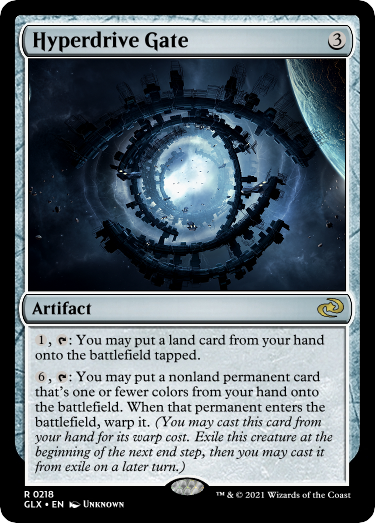 Hyperdrive Gate 3
Artifact
1, T: You may put a land card from your hand
onto the battlefield tapped.
6, T: You may put a nonland permanent card
that's one or fewer colors from your hand onto
the battlefield. When that permanent enters the
battlefield, warp it. (You may cast this card from
your hand for its warp cost. Exile this creature at the
beginning of the next end step, then you may cast it
from exile on a later turn.)
R 0218
GLX • EN Unknown
™ & © 2021 Wizards of the Coast